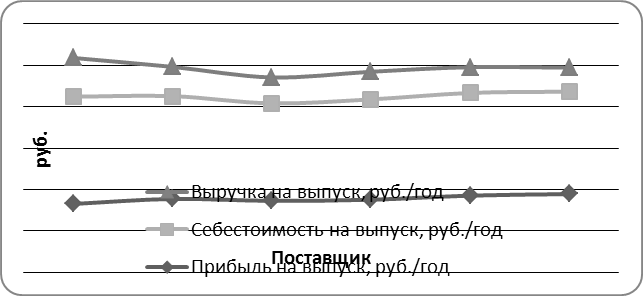 руб.
Выручка на выпуск, руб./год
Себестоимость на выпуск, руб./год
Поставщик
Прибыль на выпуск, руб./год